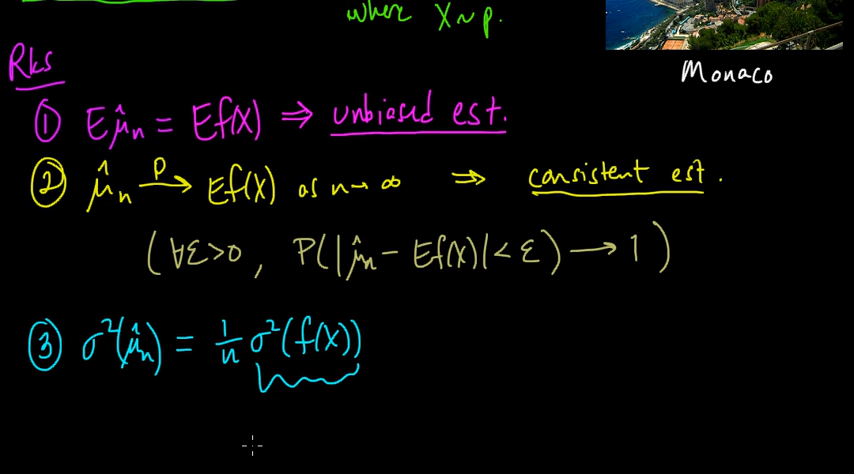 where X ~ p.
Monaco
Rks
① Eμ̂ₙ = Ef(X) ⇒ unbiased est.
② μ̂ₙ →ᴾ Ef(X) as n → ∞ ⇒ consistent est.
(∀ε>0, P(|μ̂ₙ − Ef(X)| < ε) → 1)
③ σ²(μ̂ₙ) = 1/n σ²(f(X))